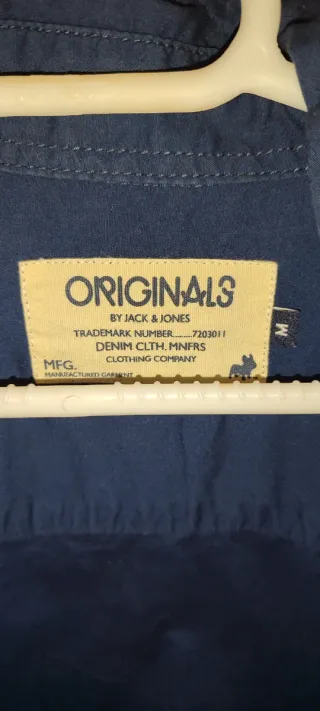 ORIGINALS
BY JACK & JONES
TRADEMARK NUMBER.........7203011
DENIM CLTH. MNFRS
CLOTHING COMPANY
MFG.
MANUFACTURED GARMENT
M